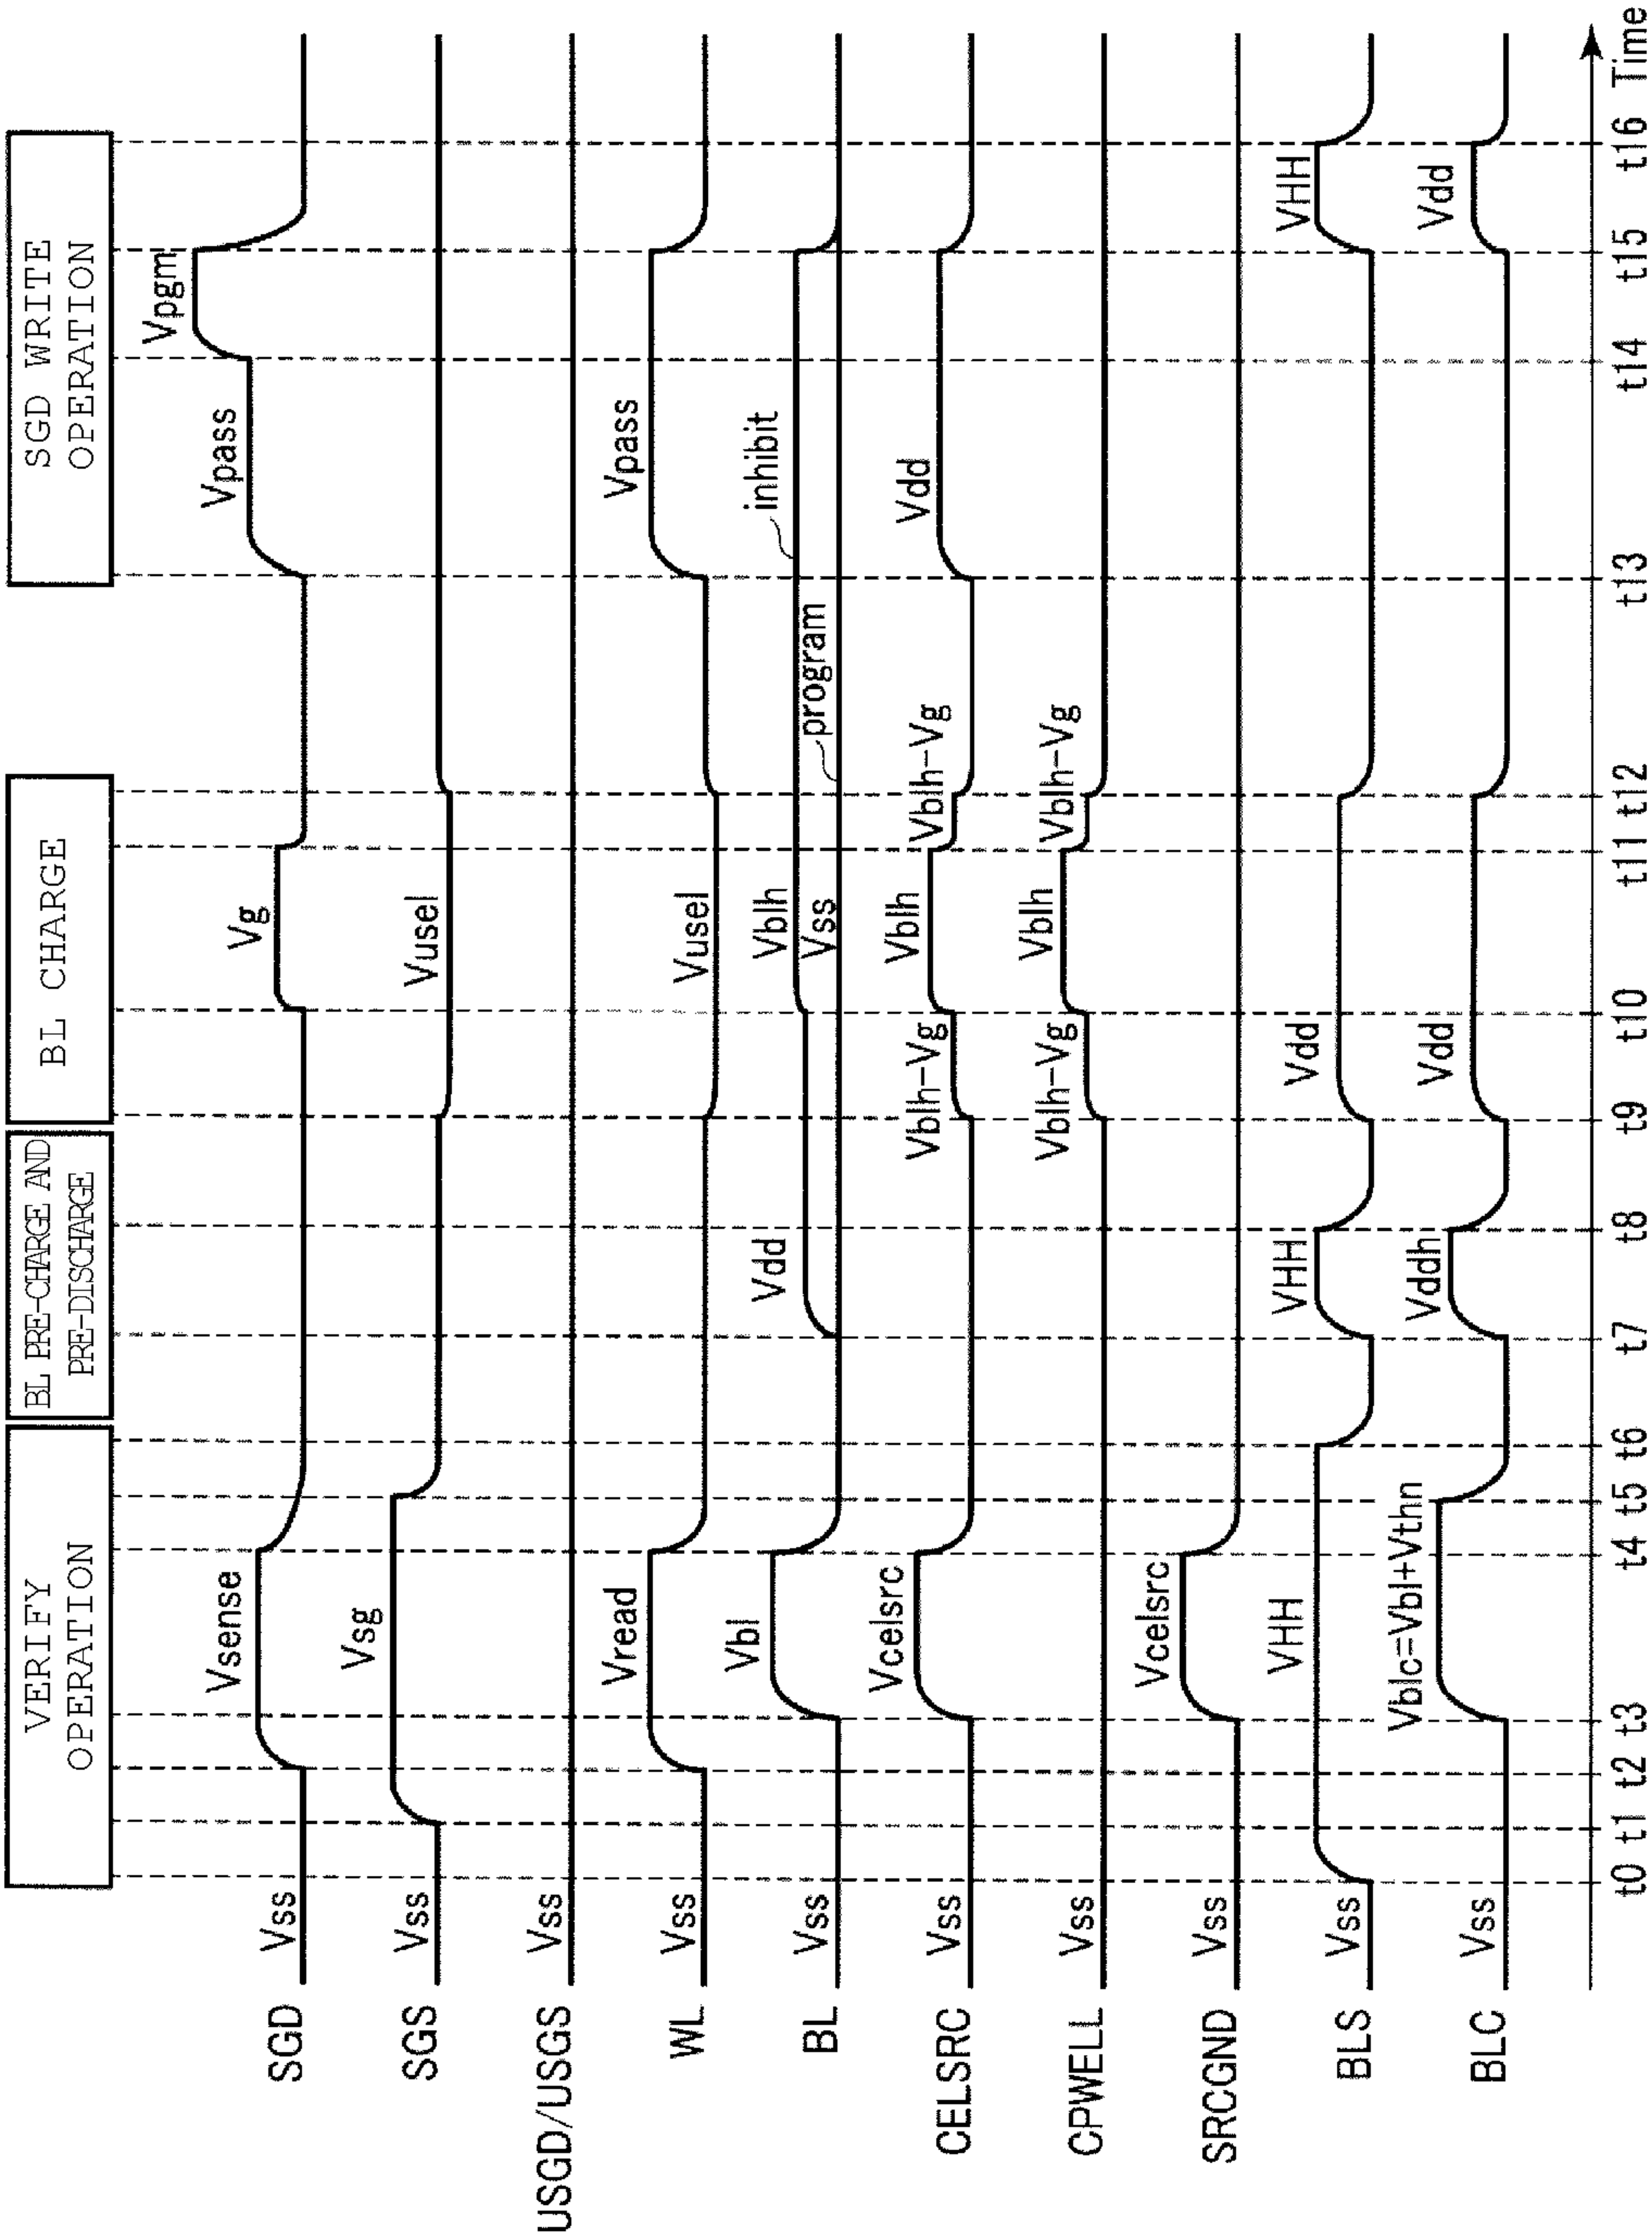 VERIFY
OPERATION
BL PRE-CHARGE AND
PRE-DISCHARGE
BL CHARGE
SGD WRITE
OPERATION
SGD
Vss
Vsense
Vg
Vpass
Vpgm
SGS
Vss
Vsg
Vusel
USGD/USGS
Vss
WL
Vss
Vread
Vusel
Vpass
BL
Vss
Vbl
Vdd
Vblh
Vss
program
inhibit
CELSRC
Vss
Vcelsrc
Vblh-Vg
Vblh
Vblh-Vg
Vdd
CPWELL
Vss
Vblh-Vg
Vblh
Vblh-Vg
SRCGND
Vss
Vcelsrc
BLS
Vss
VHH
VHH
Vdd
VHH
BLC
Vss
Vblc=Vbl+Vthn
Vddh
Vdd
Vdd
t0 t1 t2 t3 t4 t5 t6 t7 t8 t9 t10 t11 t12 t13 t14 t15 t16 Time